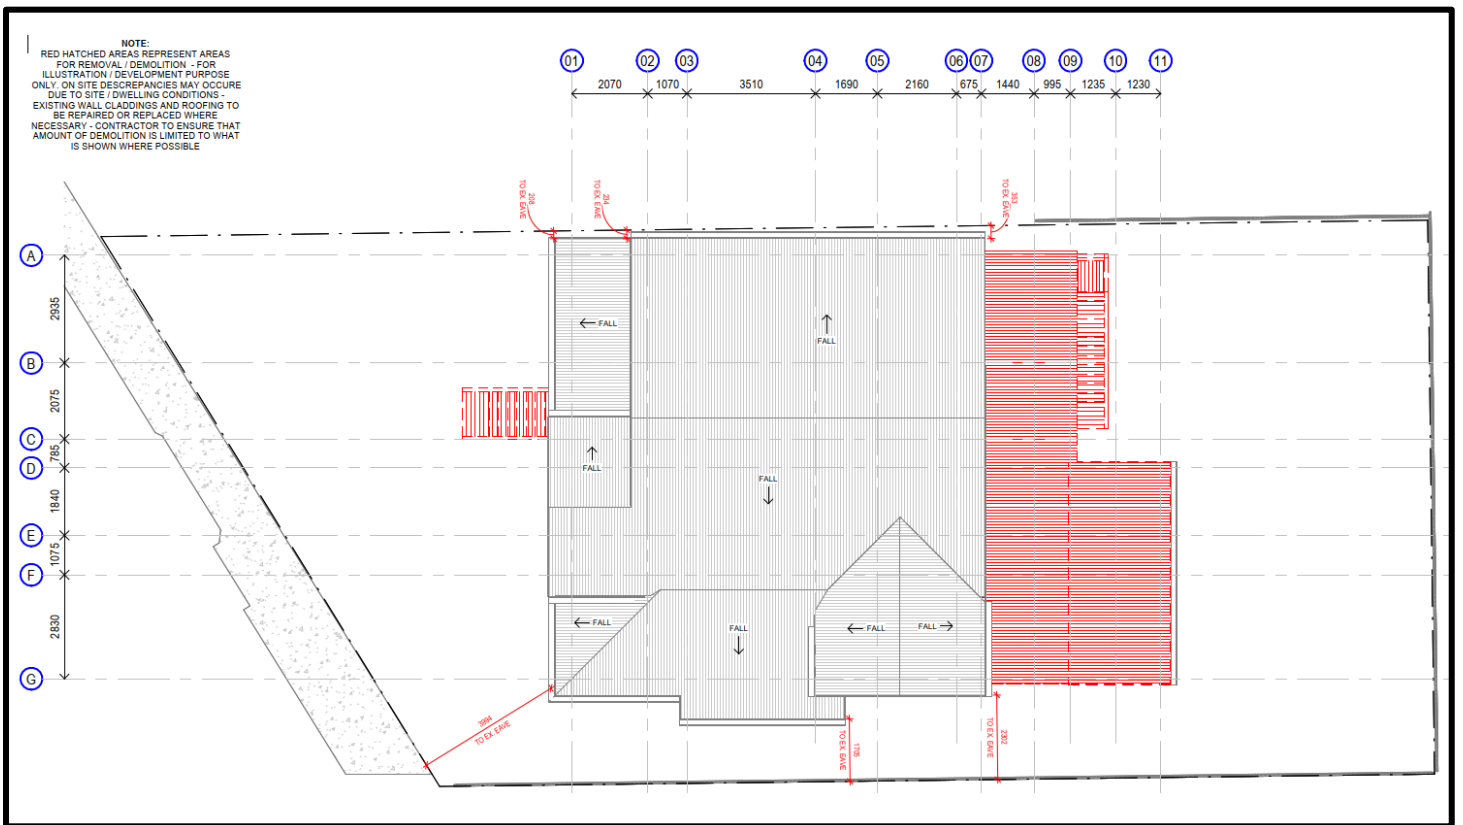 NOTE:
RED HATCHED AREAS REPRESENT AREAS
FOR REMOVAL / DEMOLITION - FOR
ILLUSTRATION / DEVELOPMENT PURPOSE
ONLY. ON SITE DESCREPANCIES MAY OCCURE
DUE TO SITE / DWELLING CONDITIONS -
EXISTING WALL CLADDINGS AND ROOFING TO
BE REPAIRED OR REPLACED WHERE
NECESSARY - CONTRACTOR TO ENSURE THAT
AMOUNT OF DEMOLITION IS LIMITED TO WHAT
IS SHOWN WHERE POSSIBLE
01 02 03 04 05 06 07 08 09 10 11
2070 1070 3510 1690 2160 675 1440 995 1235 1230
208
TO EX. EAVE
234
TO EX. EAVE
353
TO EX. EAVE
A
2935
B
2075
C
785
D
1840
E
1075
F
2830
G
FALL
FALL
FALL
FALL
FALL
FALL
FALL
FALL
3994
TO EX. EAVE
TO EX. EAVE
2302
TO EX. EAVE